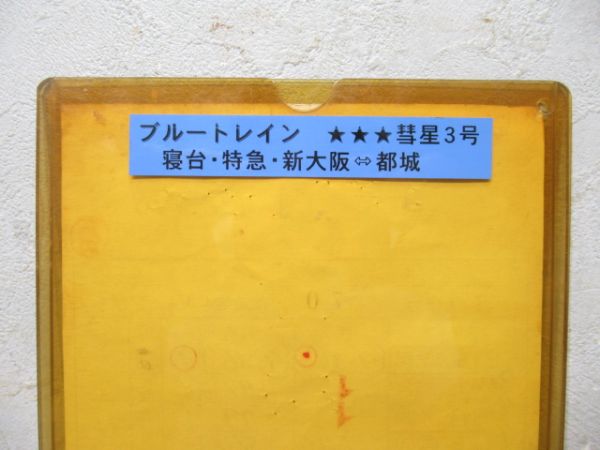 ブルートレイン ★★★彗星3号
寝台・特急・新大阪⇔都城